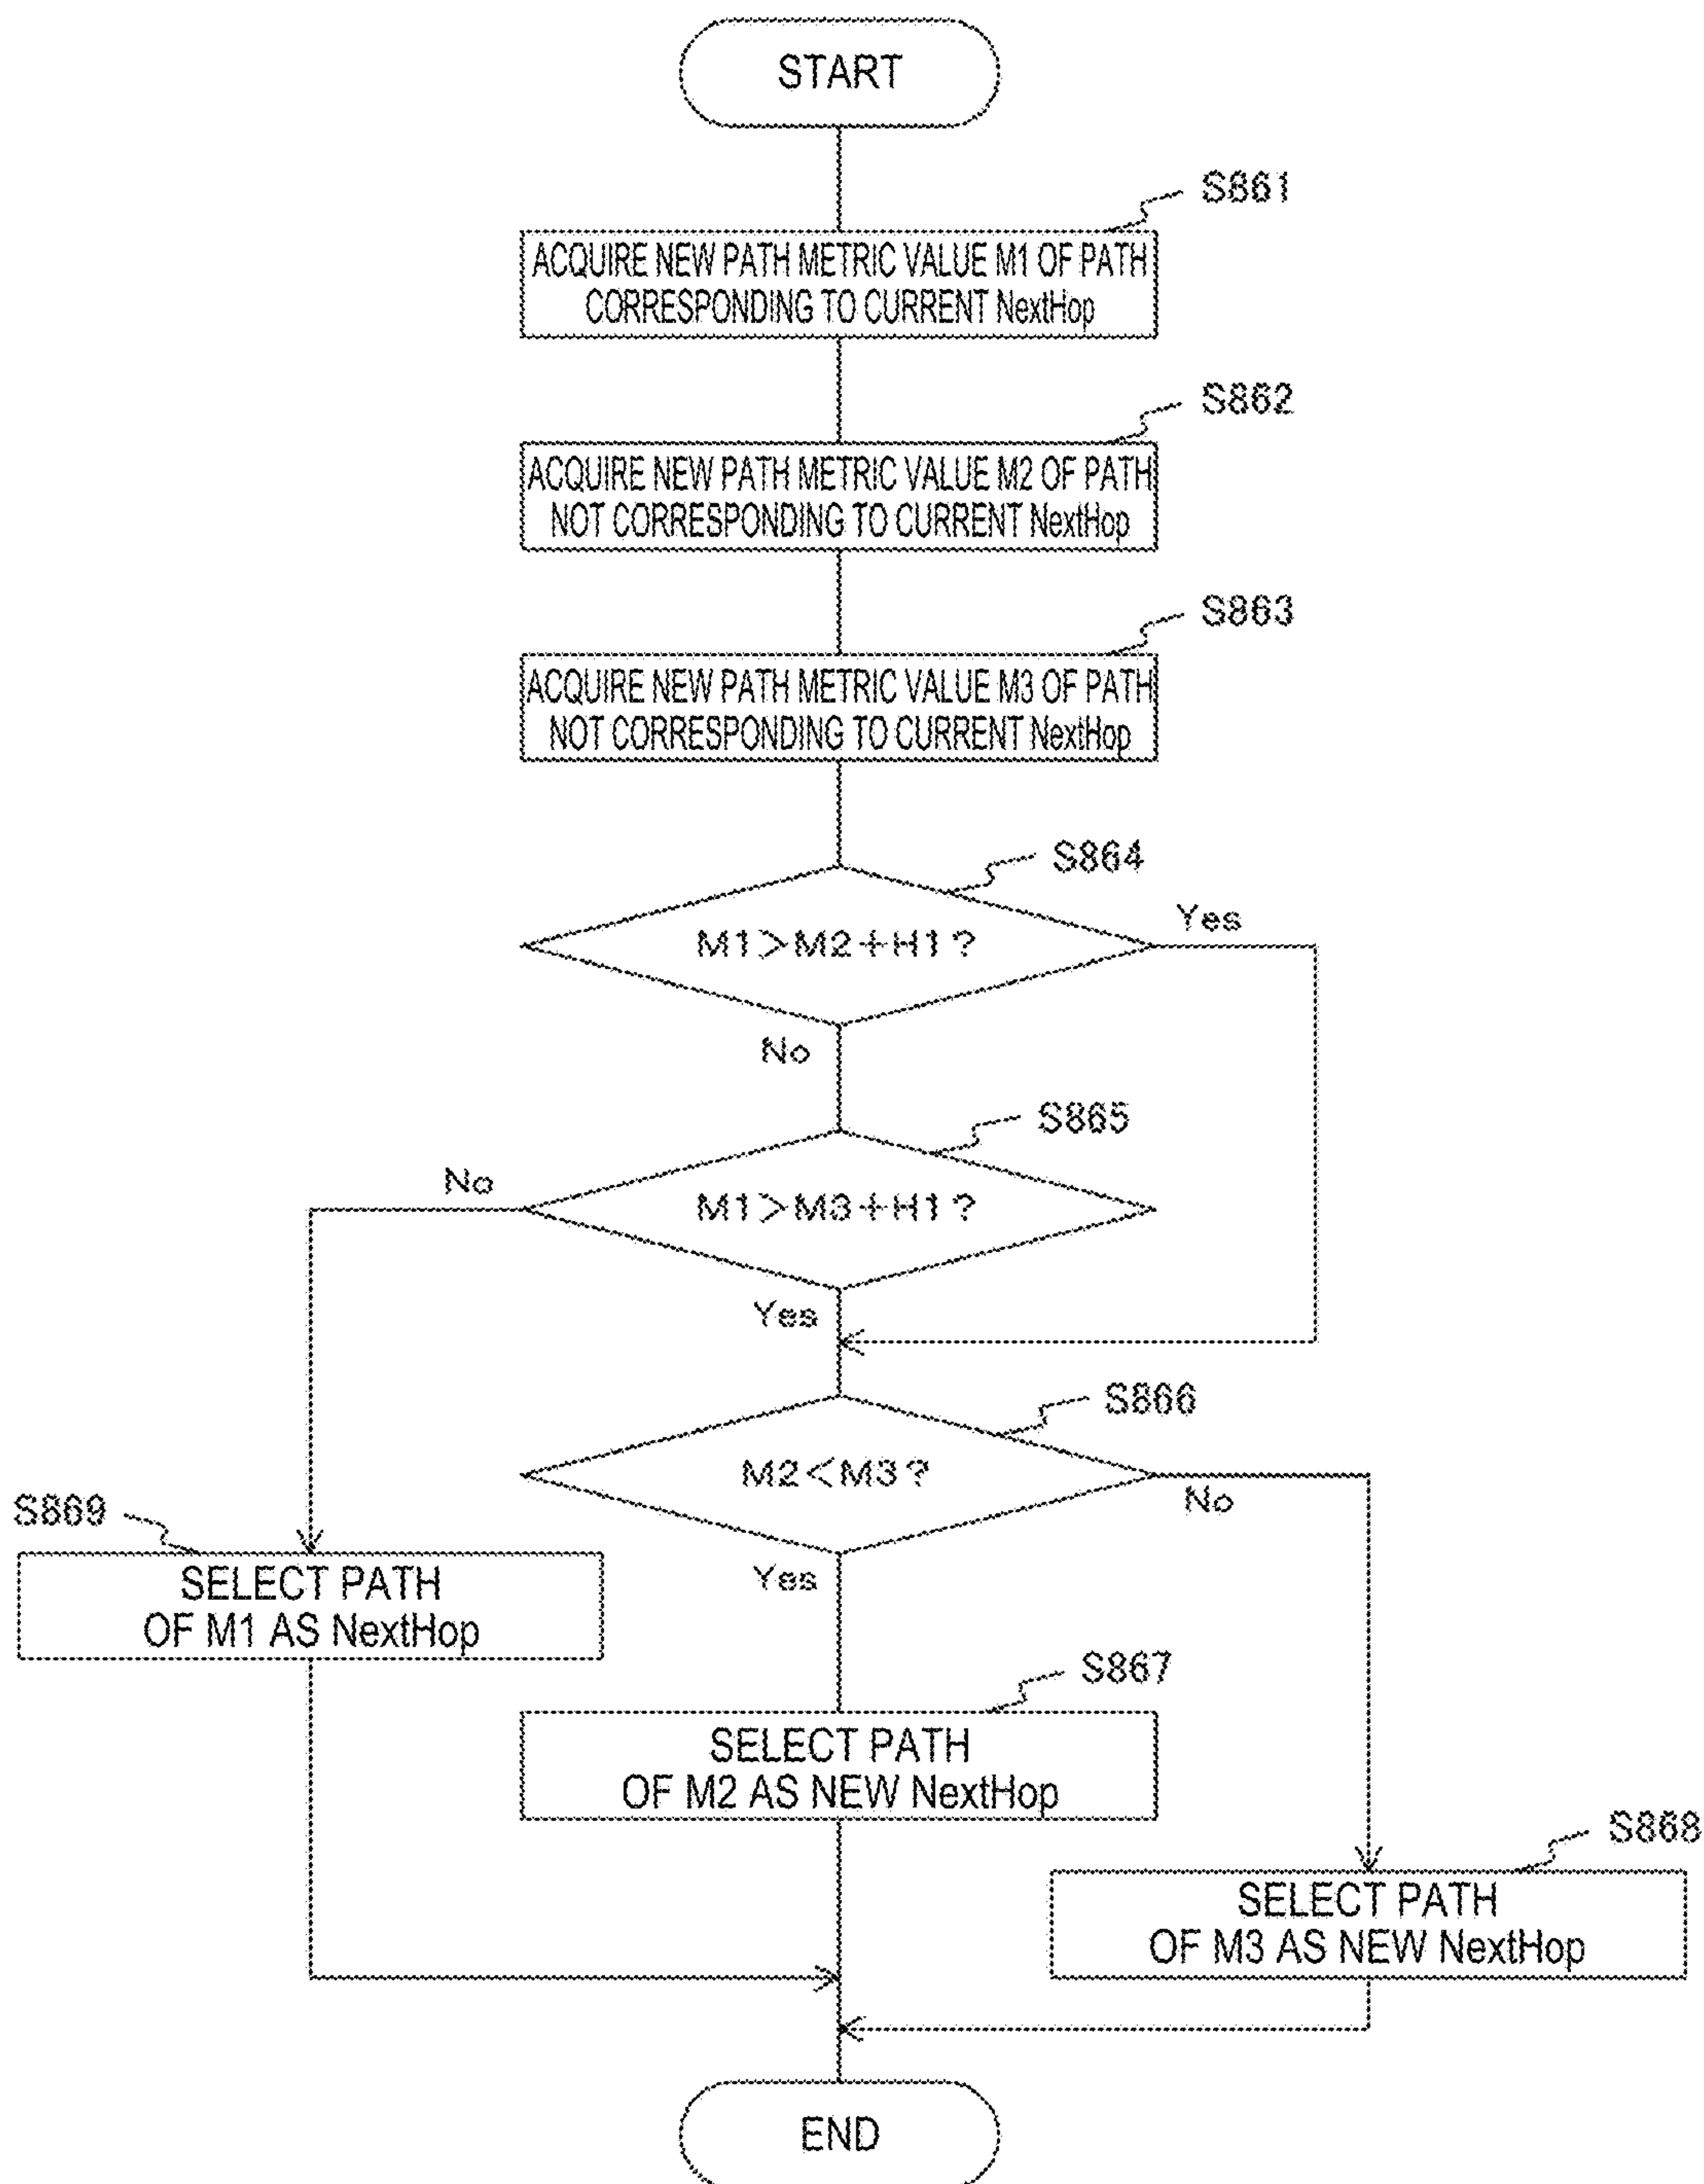 START
S861
ACQUIRE NEW PATH METRIC VALUE M1 OF PATH
CORRESPONDING TO CURRENT NextHop
S862
ACQUIRE NEW PATH METRIC VALUE M2 OF PATH
NOT CORRESPONDING TO CURRENT NextHop
S863
ACQUIRE NEW PATH METRIC VALUE M3 OF PATH
NOT CORRESPONDING TO CURRENT NextHop
S864
M1>M2+H1?
Yes
No
S865
M1>M3+H1?
No
Yes
S866
M2<M3?
No
Yes
S869
SELECT PATH
OF M1 AS NextHop
S867
SELECT PATH
OF M2 AS NEW NextHop
S868
SELECT PATH
OF M3 AS NEW NextHop
END